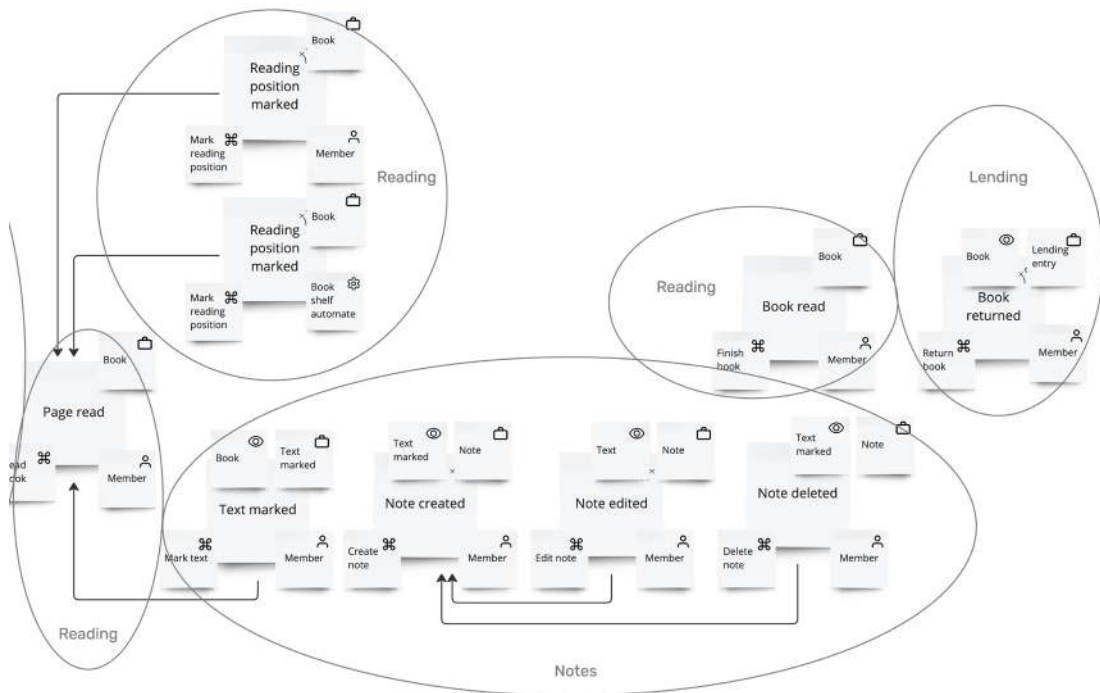 Book
Reading
position
marked
Mark
reading
position
Member
Reading
Book
Reading
position
marked
Mark
reading
position
Book
shelf
automate
Lending
Book
Lending
entry
Book
returned
Return
book
Member
Reading
Book
Book read
Finish
book
Member
Book
Page read
Member
Reading
Book
Text
marked
Text marked
Mark text
Member
Text
marked
Note
Note created
Create
note
Member
Text
Note
Note edited
Edit note
Member
Text
marked
Note
Note deleted
Delete
note
Member
Notes